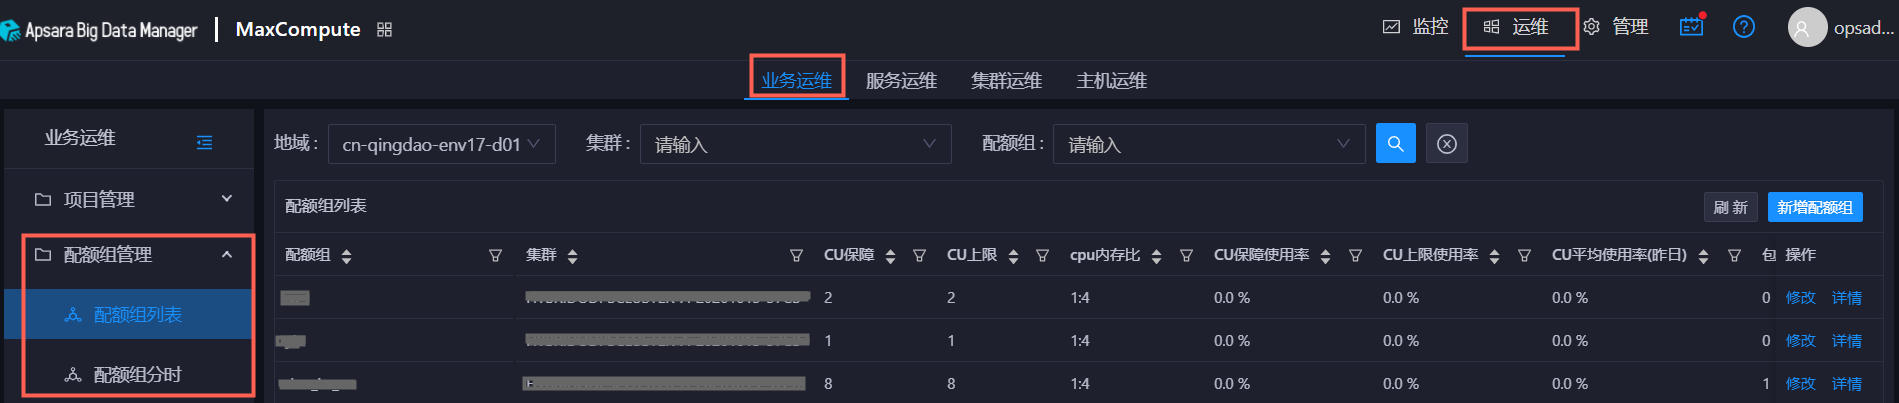 Apsara Big Data Manager MaxCompute 监控 运维 管理 opsad...
业务运维 服务运维 集群运维 主机运维
业务运维
项目管理
配额组管理
配额组列表
配额组分时
地域: cn-qingdao-env17-d01 集群: 请输入 配额组: 请输入
配额组列表 刷 新 新增配额组
配额组 集群 CU保障 CU上限 cpu内存比 CU保障使用率 CU上限使用率 CU平均使用率(昨日) 包 操作
2 2 1:4 0.0 % 0.0 % 0.0 % 0 修改 详情
1 1 1:4 0.0 % 0.0 % 0.0 % 0 修改 详情
8 8 1:4 0.0 % 0.0 % 0.0 % 1 修改 详情